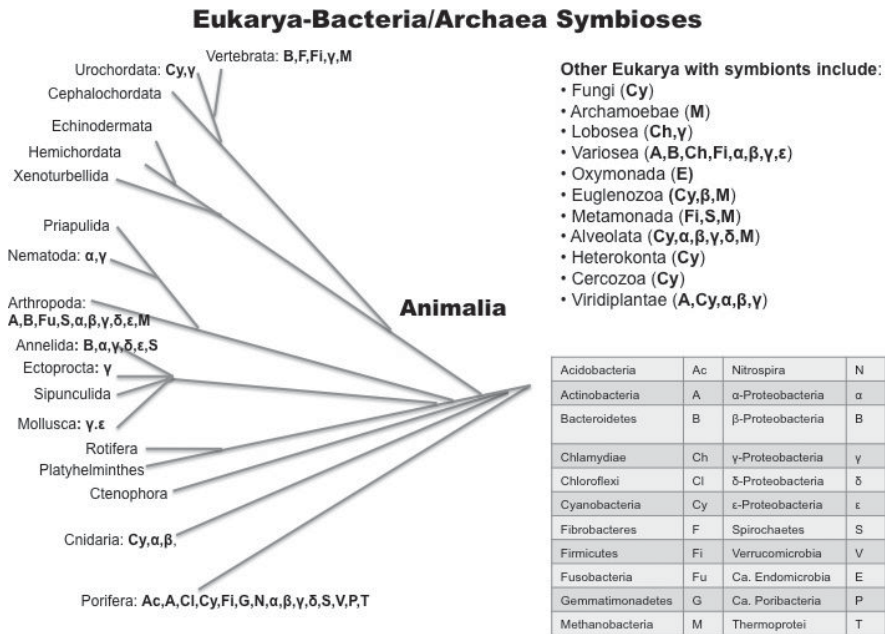 Eukarya-Bacteria/Archaea Symbioses
Vertebrata: B,F,Fi,γ,M
Urochordata: Cy,γ
Cephalochordata
Echinodermata
Hemichordata
Xenoturbellida
Priapulida
Nematoda: α,γ
Arthropoda:
A,B,Fu,S,α,β,γ,δ,ε,M
Annelida: B,α,γ,δ,ε,S
Ectoprocta: γ
Sipunculida
Mollusca: γ.ε
Rotifera
Platyhelminthes
Ctenophora
Cnidaria: Cy,α,β,
Porifera: Ac,A,Cl,Cy,Fi,G,N,α,β,γ,δ,S,V,P,T
Animalia
Other Eukarya with symbionts include:
• Fungi (Cy)
• Archamoebae (M)
• Lobosea (Ch,γ)
• Variosea (A,B,Ch,Fi,α,β,γ,ε)
• Oxymonada (E)
• Euglenozoa (Cy,β,M)
• Metamonada (Fi,S,M)
• Alveolata (Cy,α,β,γ,δ,M)
• Heterokonta (Cy)
• Cercozoa (Cy)
• Viridiplantae (A,Cy,α,β,γ)
Acidobacteria Ac Nitrospira N
Actinobacteria A α-Proteobacteria α
Bacteroidetes B β-Proteobacteria B
Chlamydiae Ch γ-Proteobacteria γ
Chloroflexi Cl δ-Proteobacteria δ
Cyanobacteria Cy ε-Proteobacteria ε
Fibrobacteres F Spirochaetes S
Firmicutes Fi Verrucomicrobia V
Fusobacteria Fu Ca. Endomicrobia E
Gemmatimonadetes G Ca. Poribacteria P
Methanobacteria M Thermoprotei T